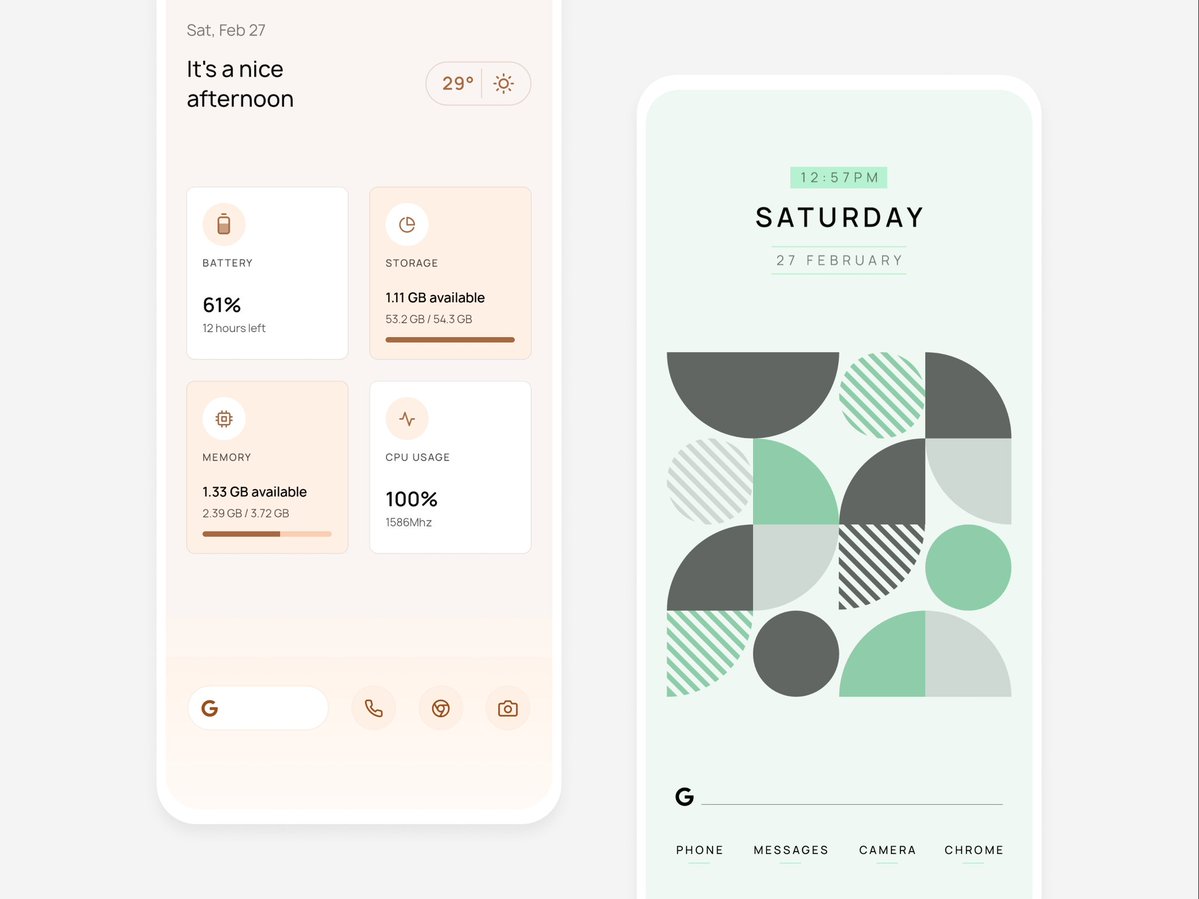 Sat, Feb 27
It's a nice
afternoon
29°
BATTERY
61%
12 hours left
STORAGE
1.11 GB available
53.2 GB / 54.3 GB
MEMORY
1.33 GB available
2.39 GB / 3.72 GB
CPU USAGE
100%
1586Mhz
G
12:57PM
SATURDAY
27 FEBRUARY
G
PHONE MESSAGES CAMERA CHROME